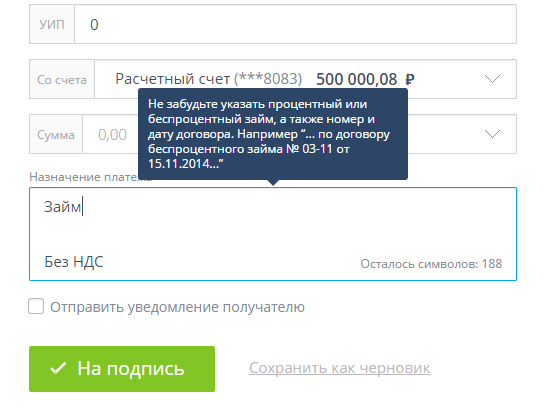 УИП 0
Со счета Расчетный счет (***8083) 500 000,08 ₽
Не забудьте указать процентный или
беспроцентный займ, а также номер и
дату договора. Например “... по договору
беспроцентного займа № 03-11 от
15.11.2014...”
Сумма 0,00
Назначение платежа
Займ
Без НДС
Осталось символов: 188
Отправить уведомление получателю
На подпись
Сохранить как черновик